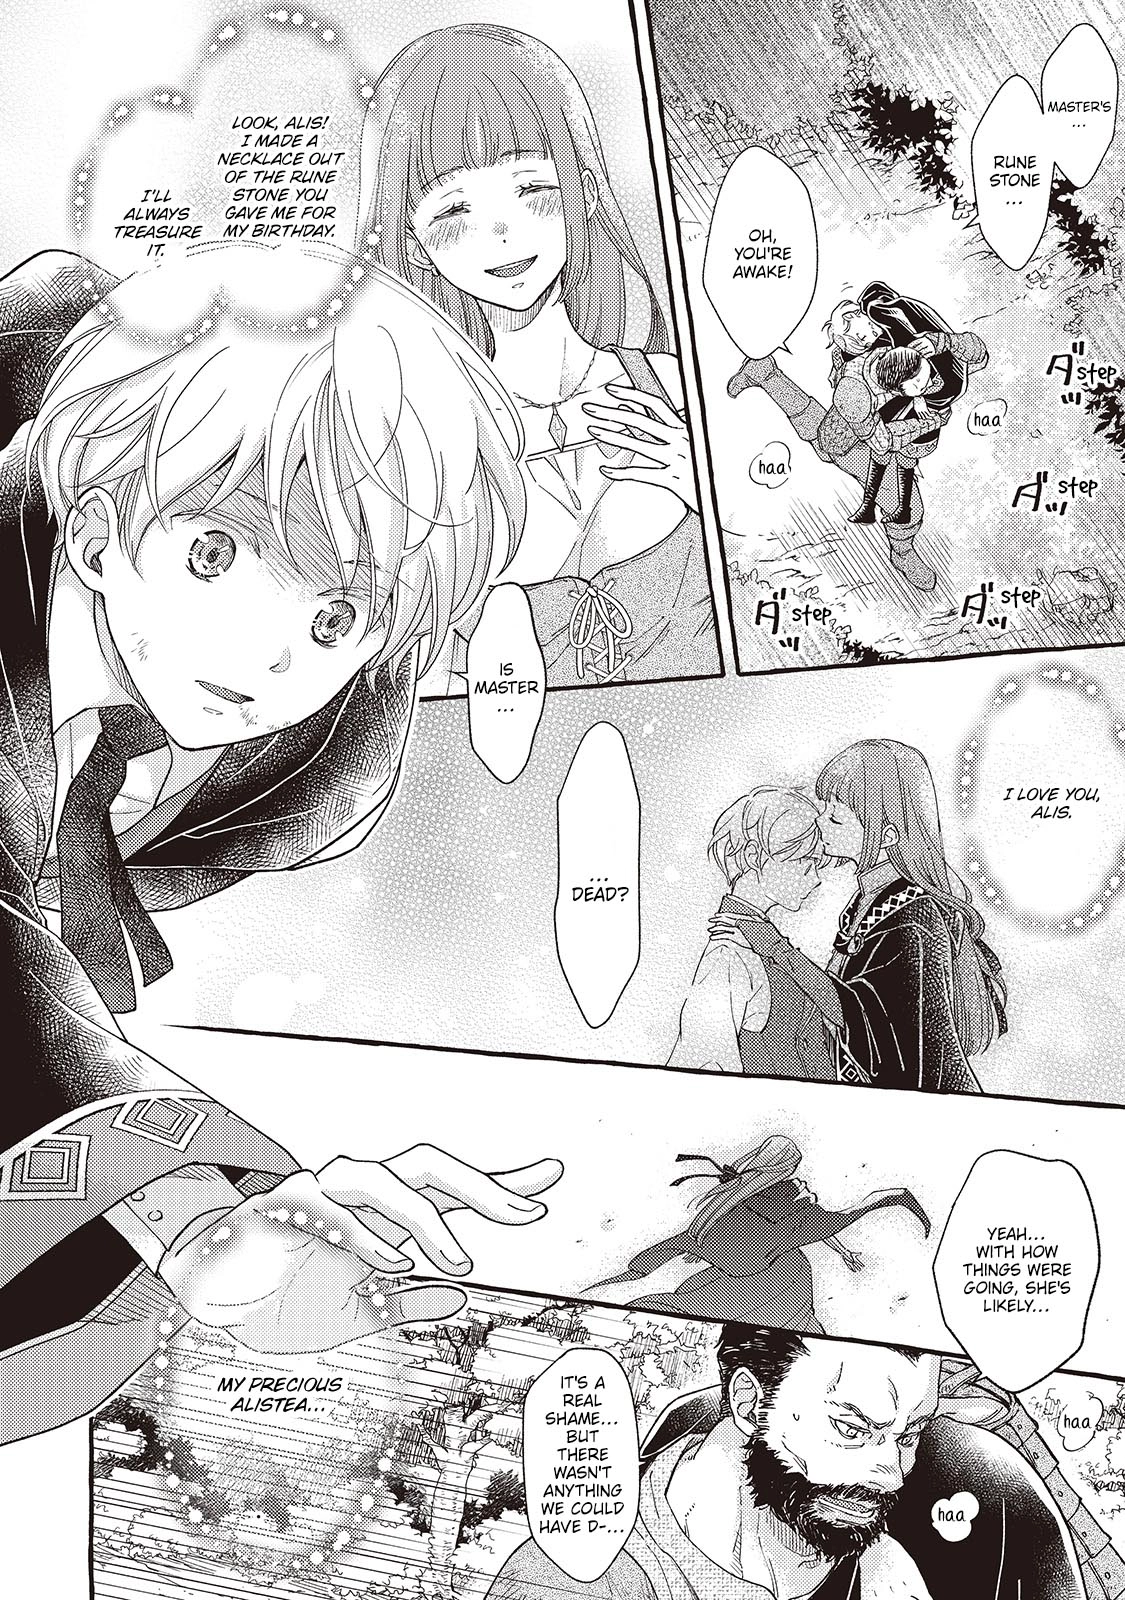 MASTER'S
...
RUNE
STONE
...
OH,
YOU'RE
AWAKE!
ダッ
step
haa
haa
ダッ
step
ダッ
step
ダッ
step
LOOK, ALIS!
I MADE A
NECKLACE OUT
OF THE RUNE
STONE YOU
GAVE ME FOR
MY BIRTHDAY.
I'LL
ALWAYS
TREASURE
IT.
I LOVE YOU,
ALIS.
IS
MASTER
...
...
DEAD?
YEAH...
WITH HOW
THINGS WERE
GOING, SHE'S
LIKELY...
haa
haa
IT'S A
REAL
SHAME...
BUT
THERE
WASN'T
ANYTHING
WE COULD
HAVE D-...
MY PRECIOUS
ALISTEA...